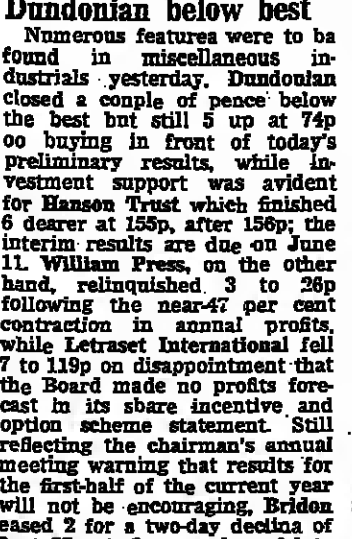 Dundonian below best
Numerous featurea were to ba
found in miscellaneous in-
dustrials yesterday. Dundonian
closed a conple of pence below
the best bnt still 5 up at 74p
oo buying in front of today's
preliminary results, while in-
vestment support was avident
for Hanson Trust which finished
6 dearer at 155p, after 156p; the
interim results are due on June
11. William Press, on the other
hand, relinquished 3 to 26p
following the near-47 per cent
contraction in annnal profits,
while Letraset International fell
7 to 119p on disappointment that
the Board made no profits fore-
cast in its sbare incentive and
option scheme statement. Still
reflecting the chairman's annual
meeting warning that results for
the first-half of the current year
will not be encouraging, Bridon
eased 2 for a two-day declina of